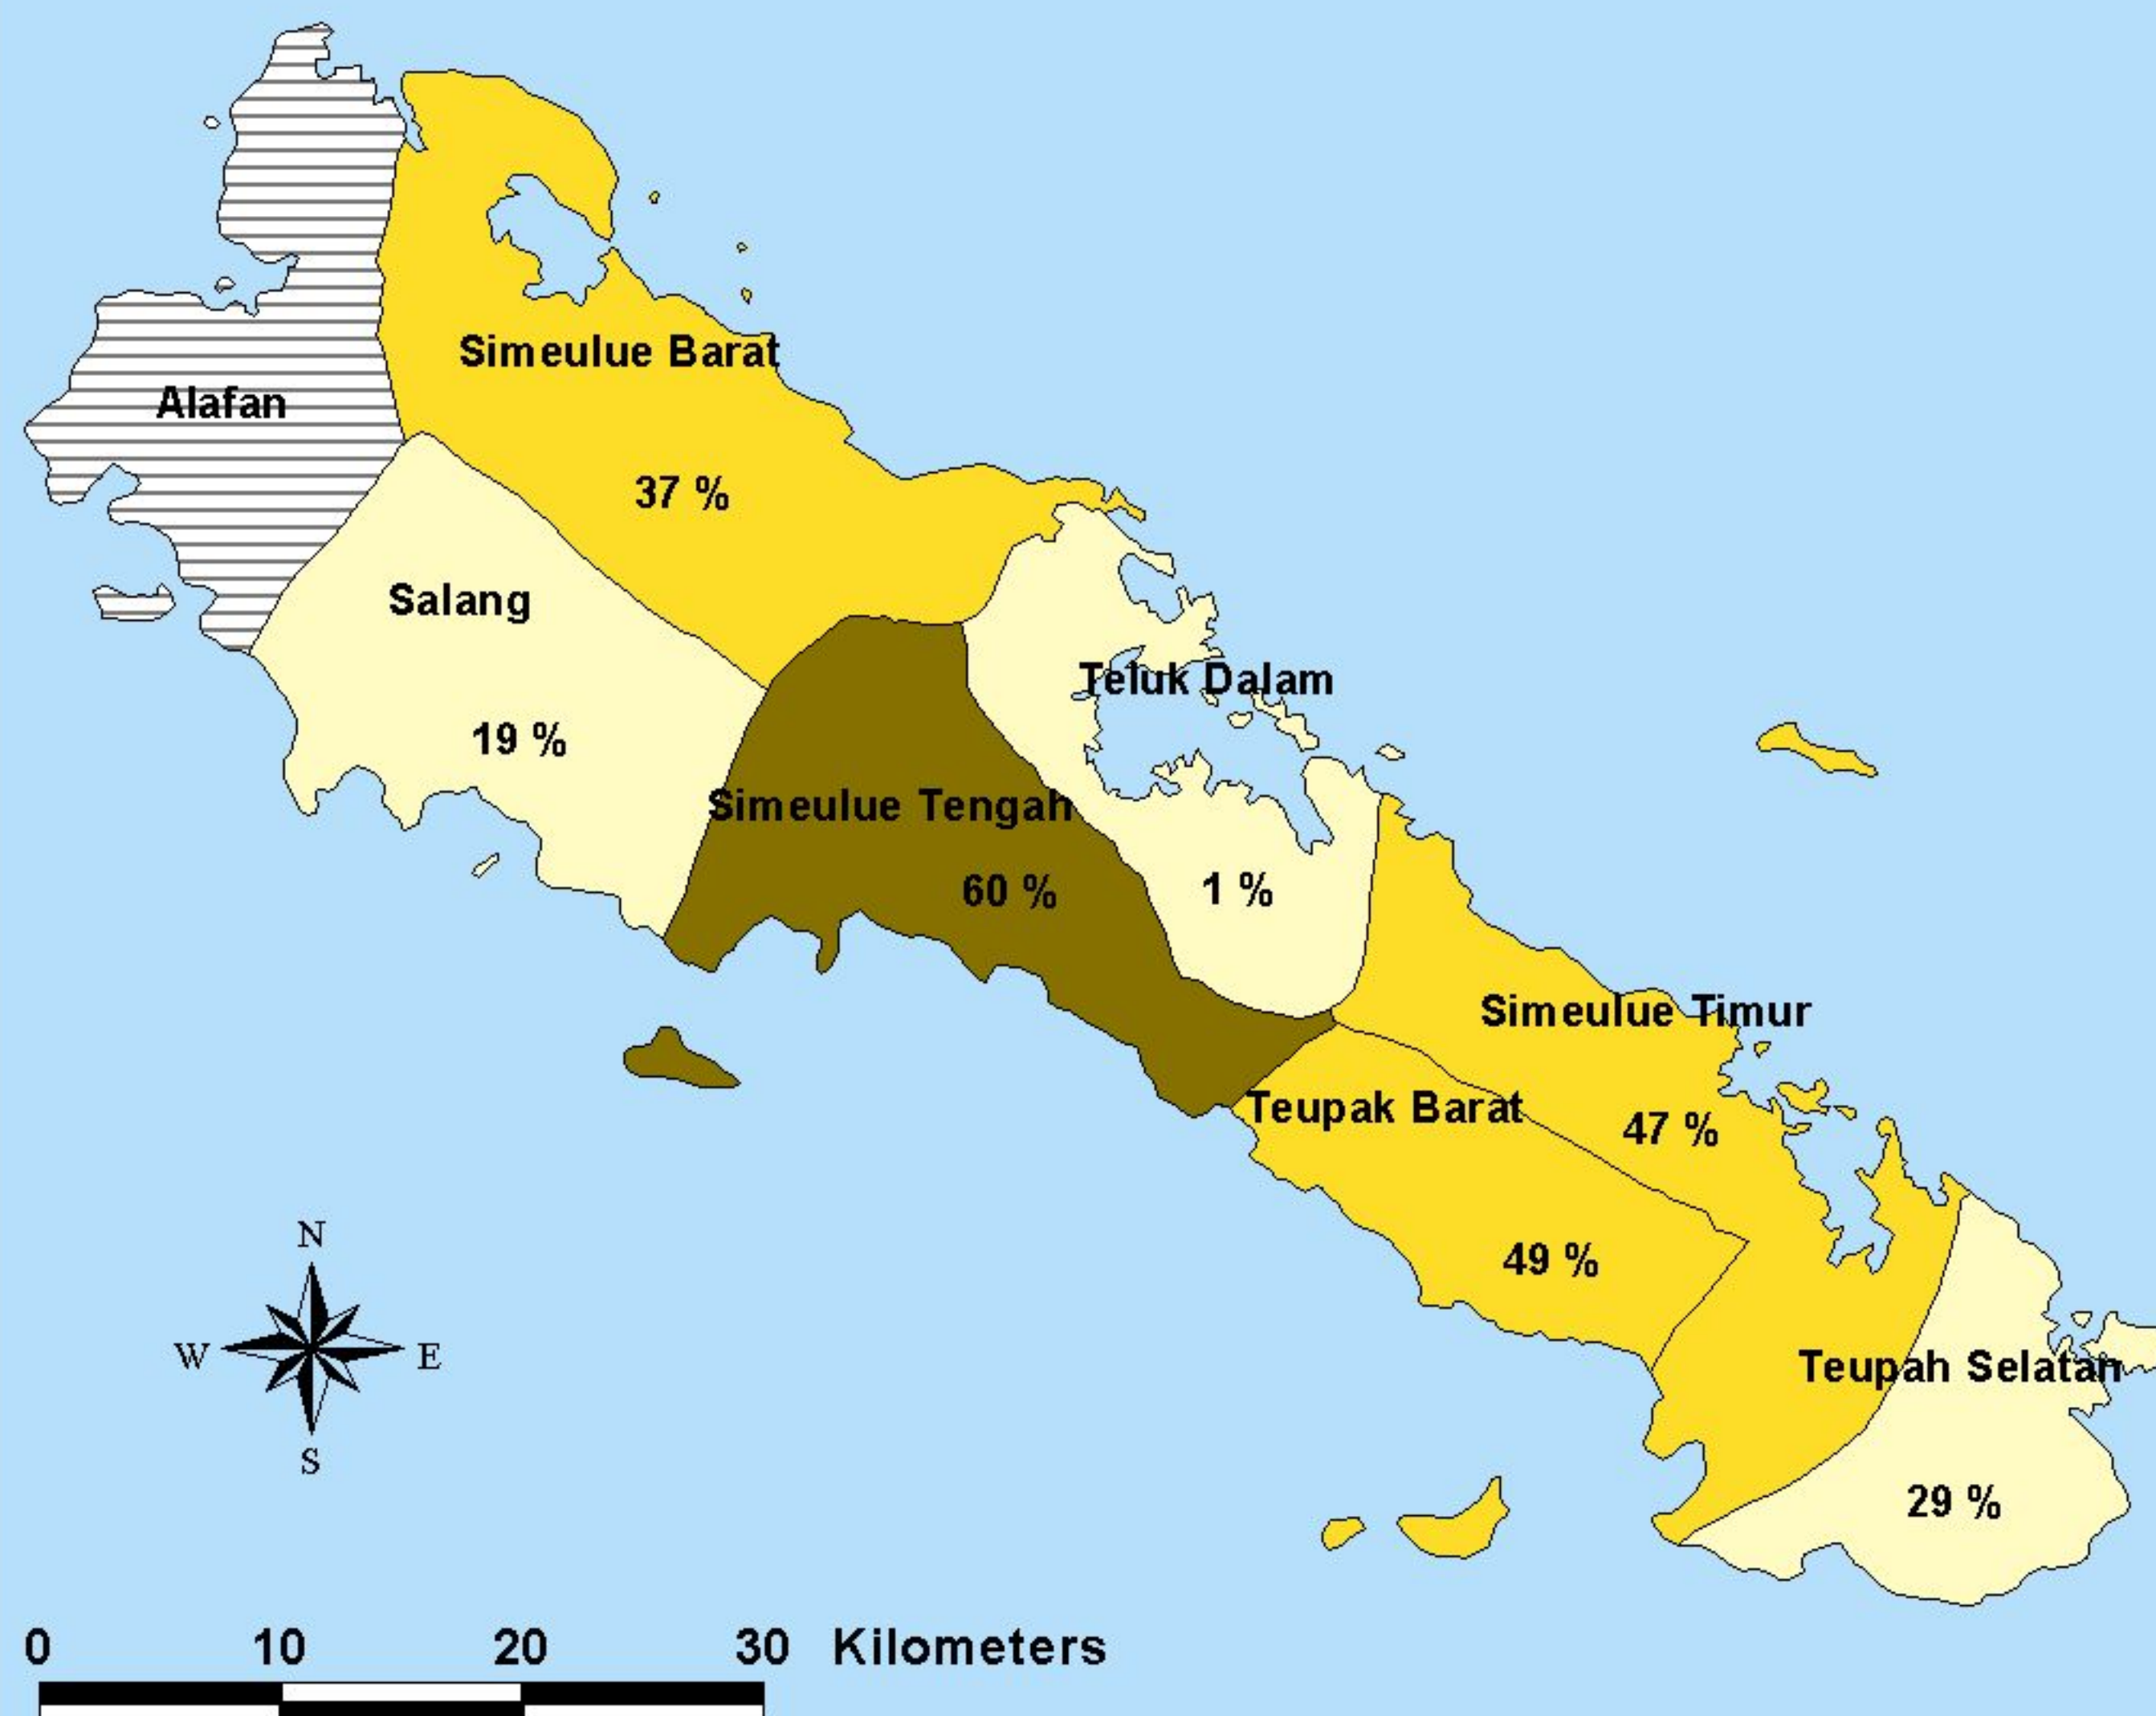 Simeulue Barat
Alafan
37 %
Salang
Teluk Dalam
19 %
Simeulue Tengah
60 %
1 %
Simeulue Timur
Teupak Barat
47 %
49 %
N
W
E
S
Teupah Selatan
29 %
0 10 20 30 Kilometers